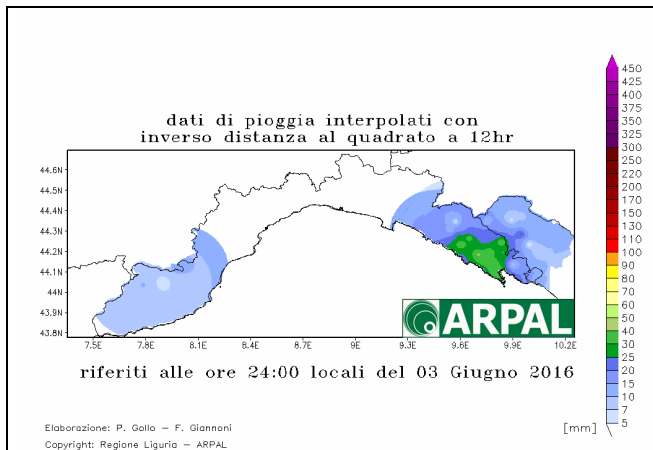 dati di pioggia interpolati con
inverso distanza al quadrato a 12hr
450
425
400
375
350
325
300
250
200
170
150
130
110
100
90
80
70
60
50
40
30
25
20
15
10
7
5
[mm]
44.6N
44.5N
44.4N
44.3N
44.2N
44.1N
44N
43.9N
43.8N
7.5E
7.8E
8.1E
8.4E
8.7E
9E
9.3E
9.6E
9.9E
10.2E
ARPAL
riferiti alle ore 24:00 locali del 03 Giugno 2016
Elaborazione: P. Gollo – F. Giannoni
Copyright: Regione Liguria – ARPAL